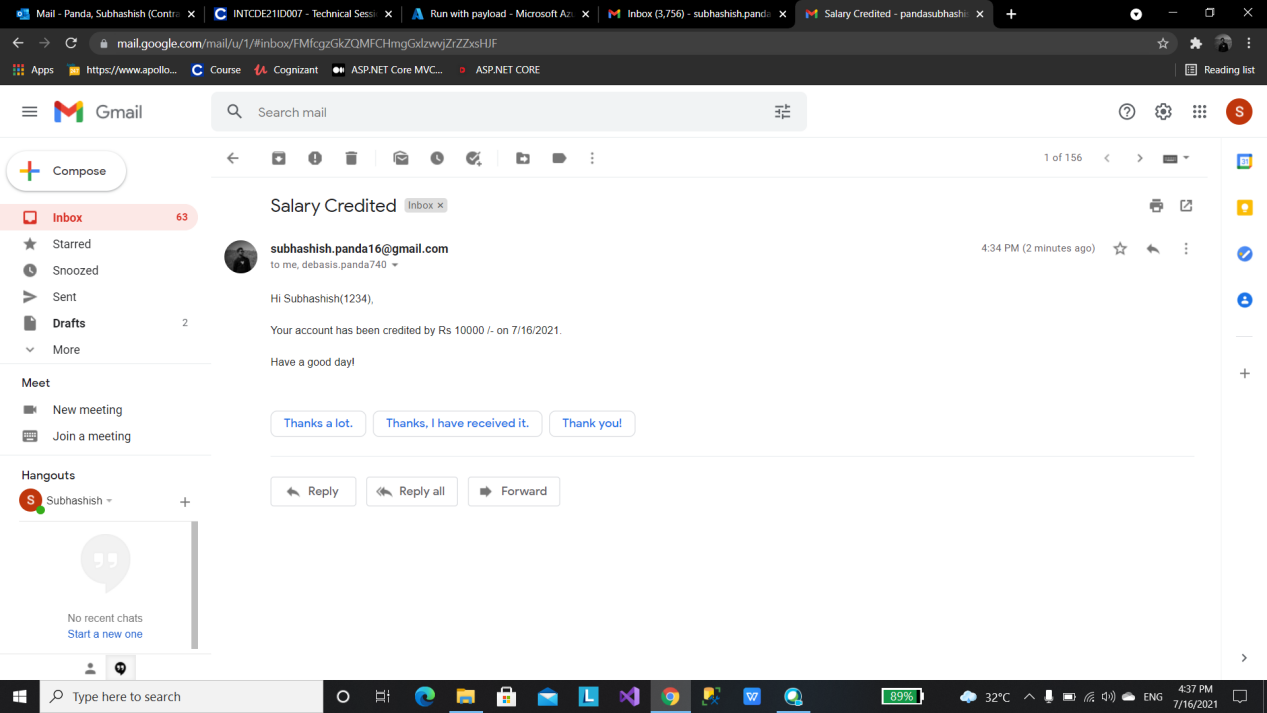 Mail - Panda, Subhashish (Contra
INTCDE21ID007 - Technical Sessi
Run with payload - Microsoft Azu
Inbox (3,756) - subhashish.panda
Salary Credited - pandasubhashis
mail.google.com/mail/u/1/#inbox/FMfcgzGkZQMFCHmgGxlzwvjZrZZxsHJF
Apps
https://www.apollo...
Course
Cognizant
ASP.NET Core MVC...
ASP.NET CORE
Reading list
Gmail
Search mail
S
Compose
1 of 156
31
Salary Credited
Inbox ×
Inbox 63
Starred
Snoozed
Sent
Drafts 2
More
subhashish.panda16@gmail.com
4:34 PM (2 minutes ago)
to me, debasis.panda740
Hi Subhashish(1234),
Your account has been credited by Rs 10000 /- on 7/16/2021.
Have a good day!
Meet
New meeting
Join a meeting
Thanks a lot.
Thanks, I have received it.
Thank you!
Hangouts
S Subhashish
Reply
Reply all
Forward
No recent chats
Start a new one
Type here to search
L
W
89%
32°C
ENG
4:37 PM
7/16/2021